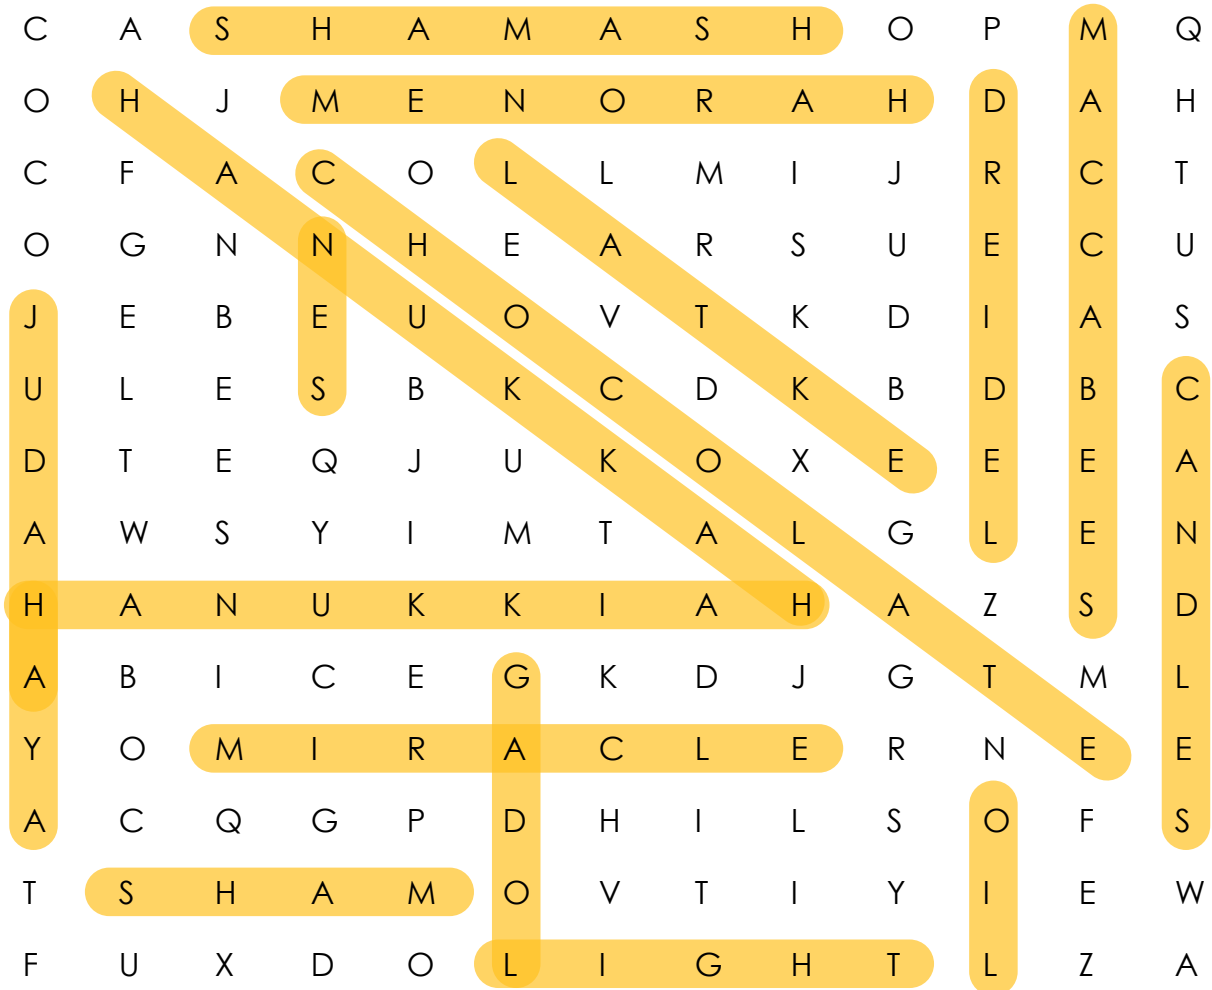 C A S H A M A S H O P M Q
O H J M E N O R A H D A H
C F A C O L L M I J R C T
O G N N H E A R S U E C U
J E B E U O V T K D I A S
U L E S B K C D K B D B C
D T E Q J U K O X E E E A
A W S Y I M T A L G L E N
H A N U K K I A H A Z S D
A B I C E G K D J G T M L
Y O M I R A C L E R N E E
A C Q G P D H I L S O F S
T S H A M O V T I Y I E W
F U X D O L I G H T L Z A